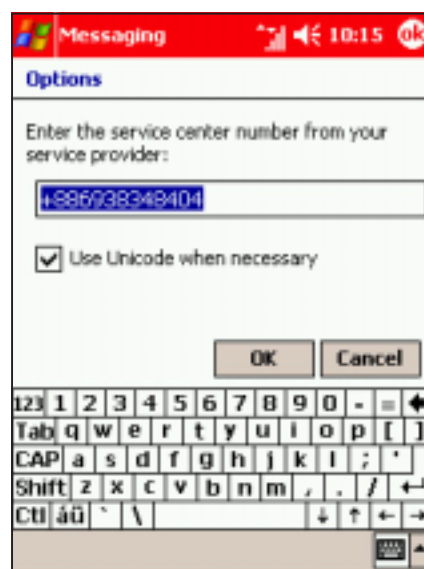 Messaging 10:15 ok
Options
Enter the service center number from your
service provider:
+886938348404
Use Unicode when necessary
OK Cancel
123 1 2 3 4 5 6 7 8 9 0 - = ←
Tab q w e r t y u i o p [ ]
CAP a s d f g h j k l ; '
Shift z x c v b n m , . / ↵
Ctl áü ` \ ↓ ↑ ← →